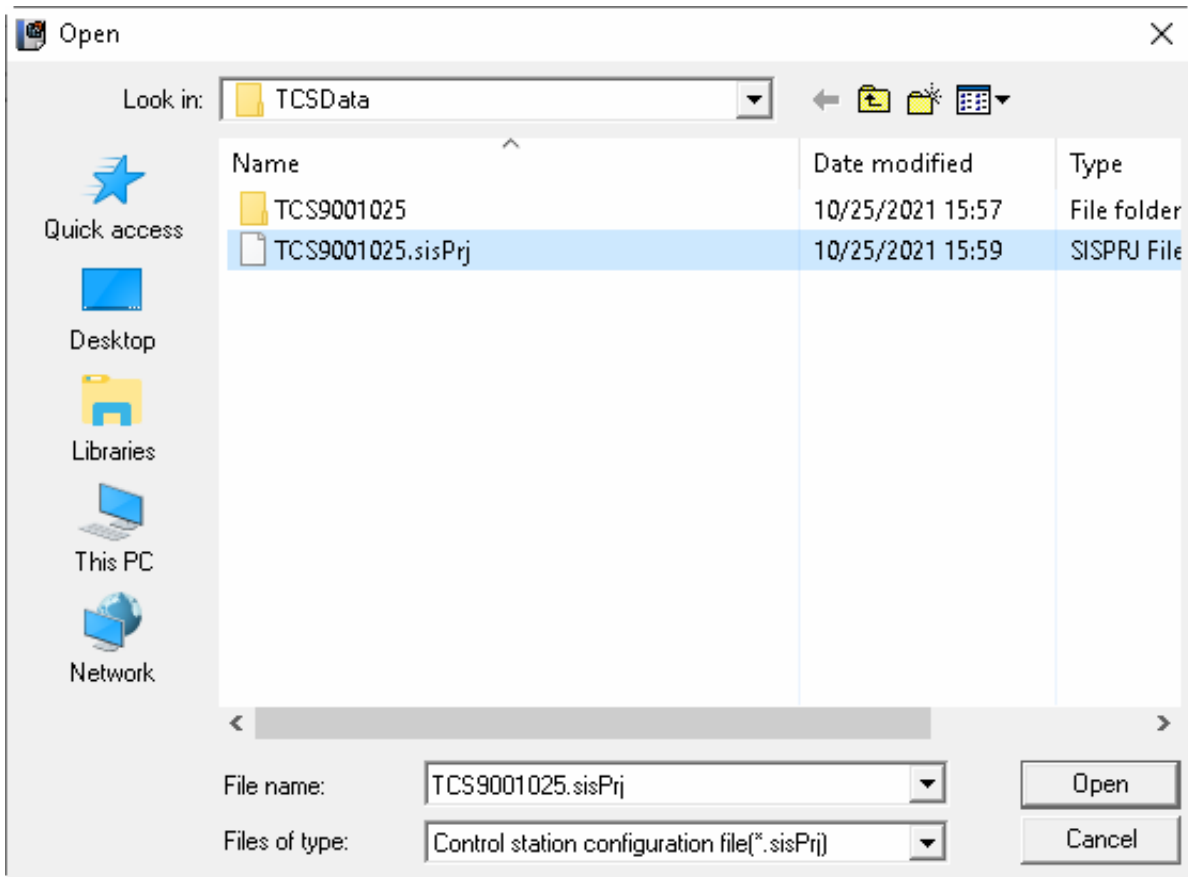 Open
Look in: TCSData
Name Date modified Type
TCS9001025 10/25/2021 15:57 File folder
TCS9001025.sisPrj 10/25/2021 15:59 SISPRJ File
Quick access
Desktop
Libraries
This PC
Network
File name: TCS9001025.sisPrj Open
Files of type: Control station configuration file(*.sisPrj) Cancel